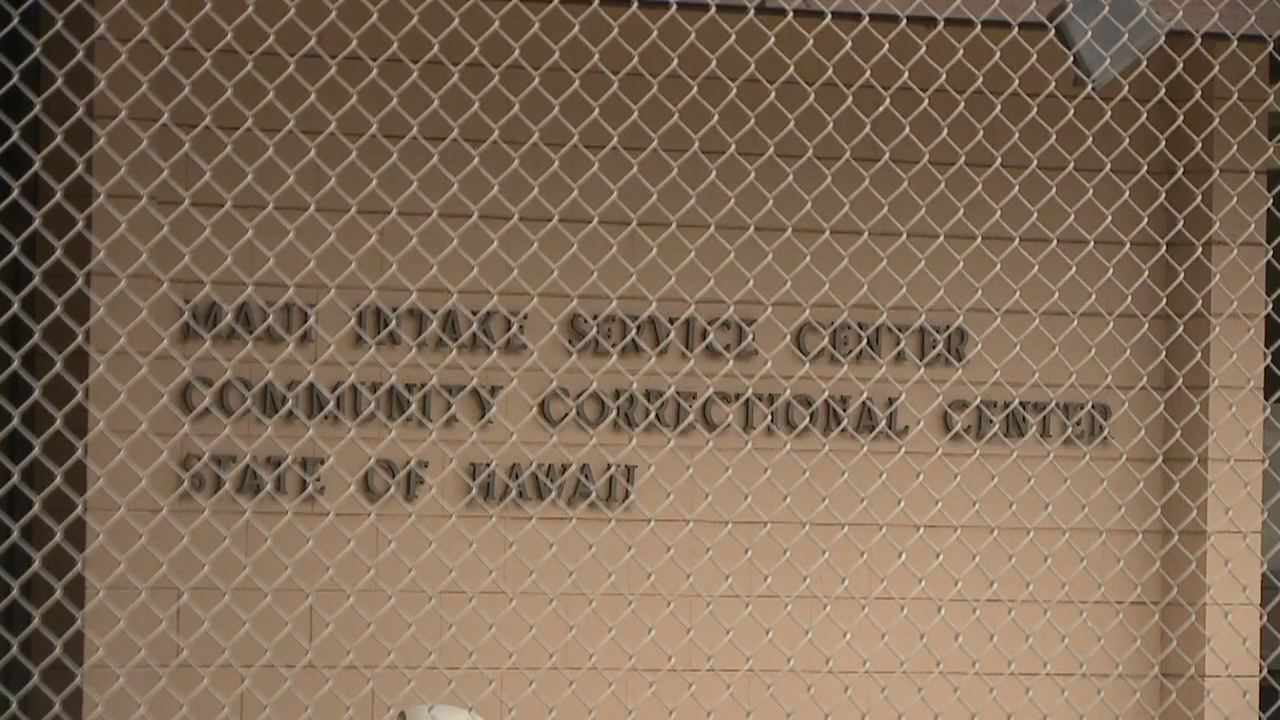 MAUI INTAKE SERVICE CENTER
COMMUNITY CORRECTIONAL CENTER
STATE OF HAWAII